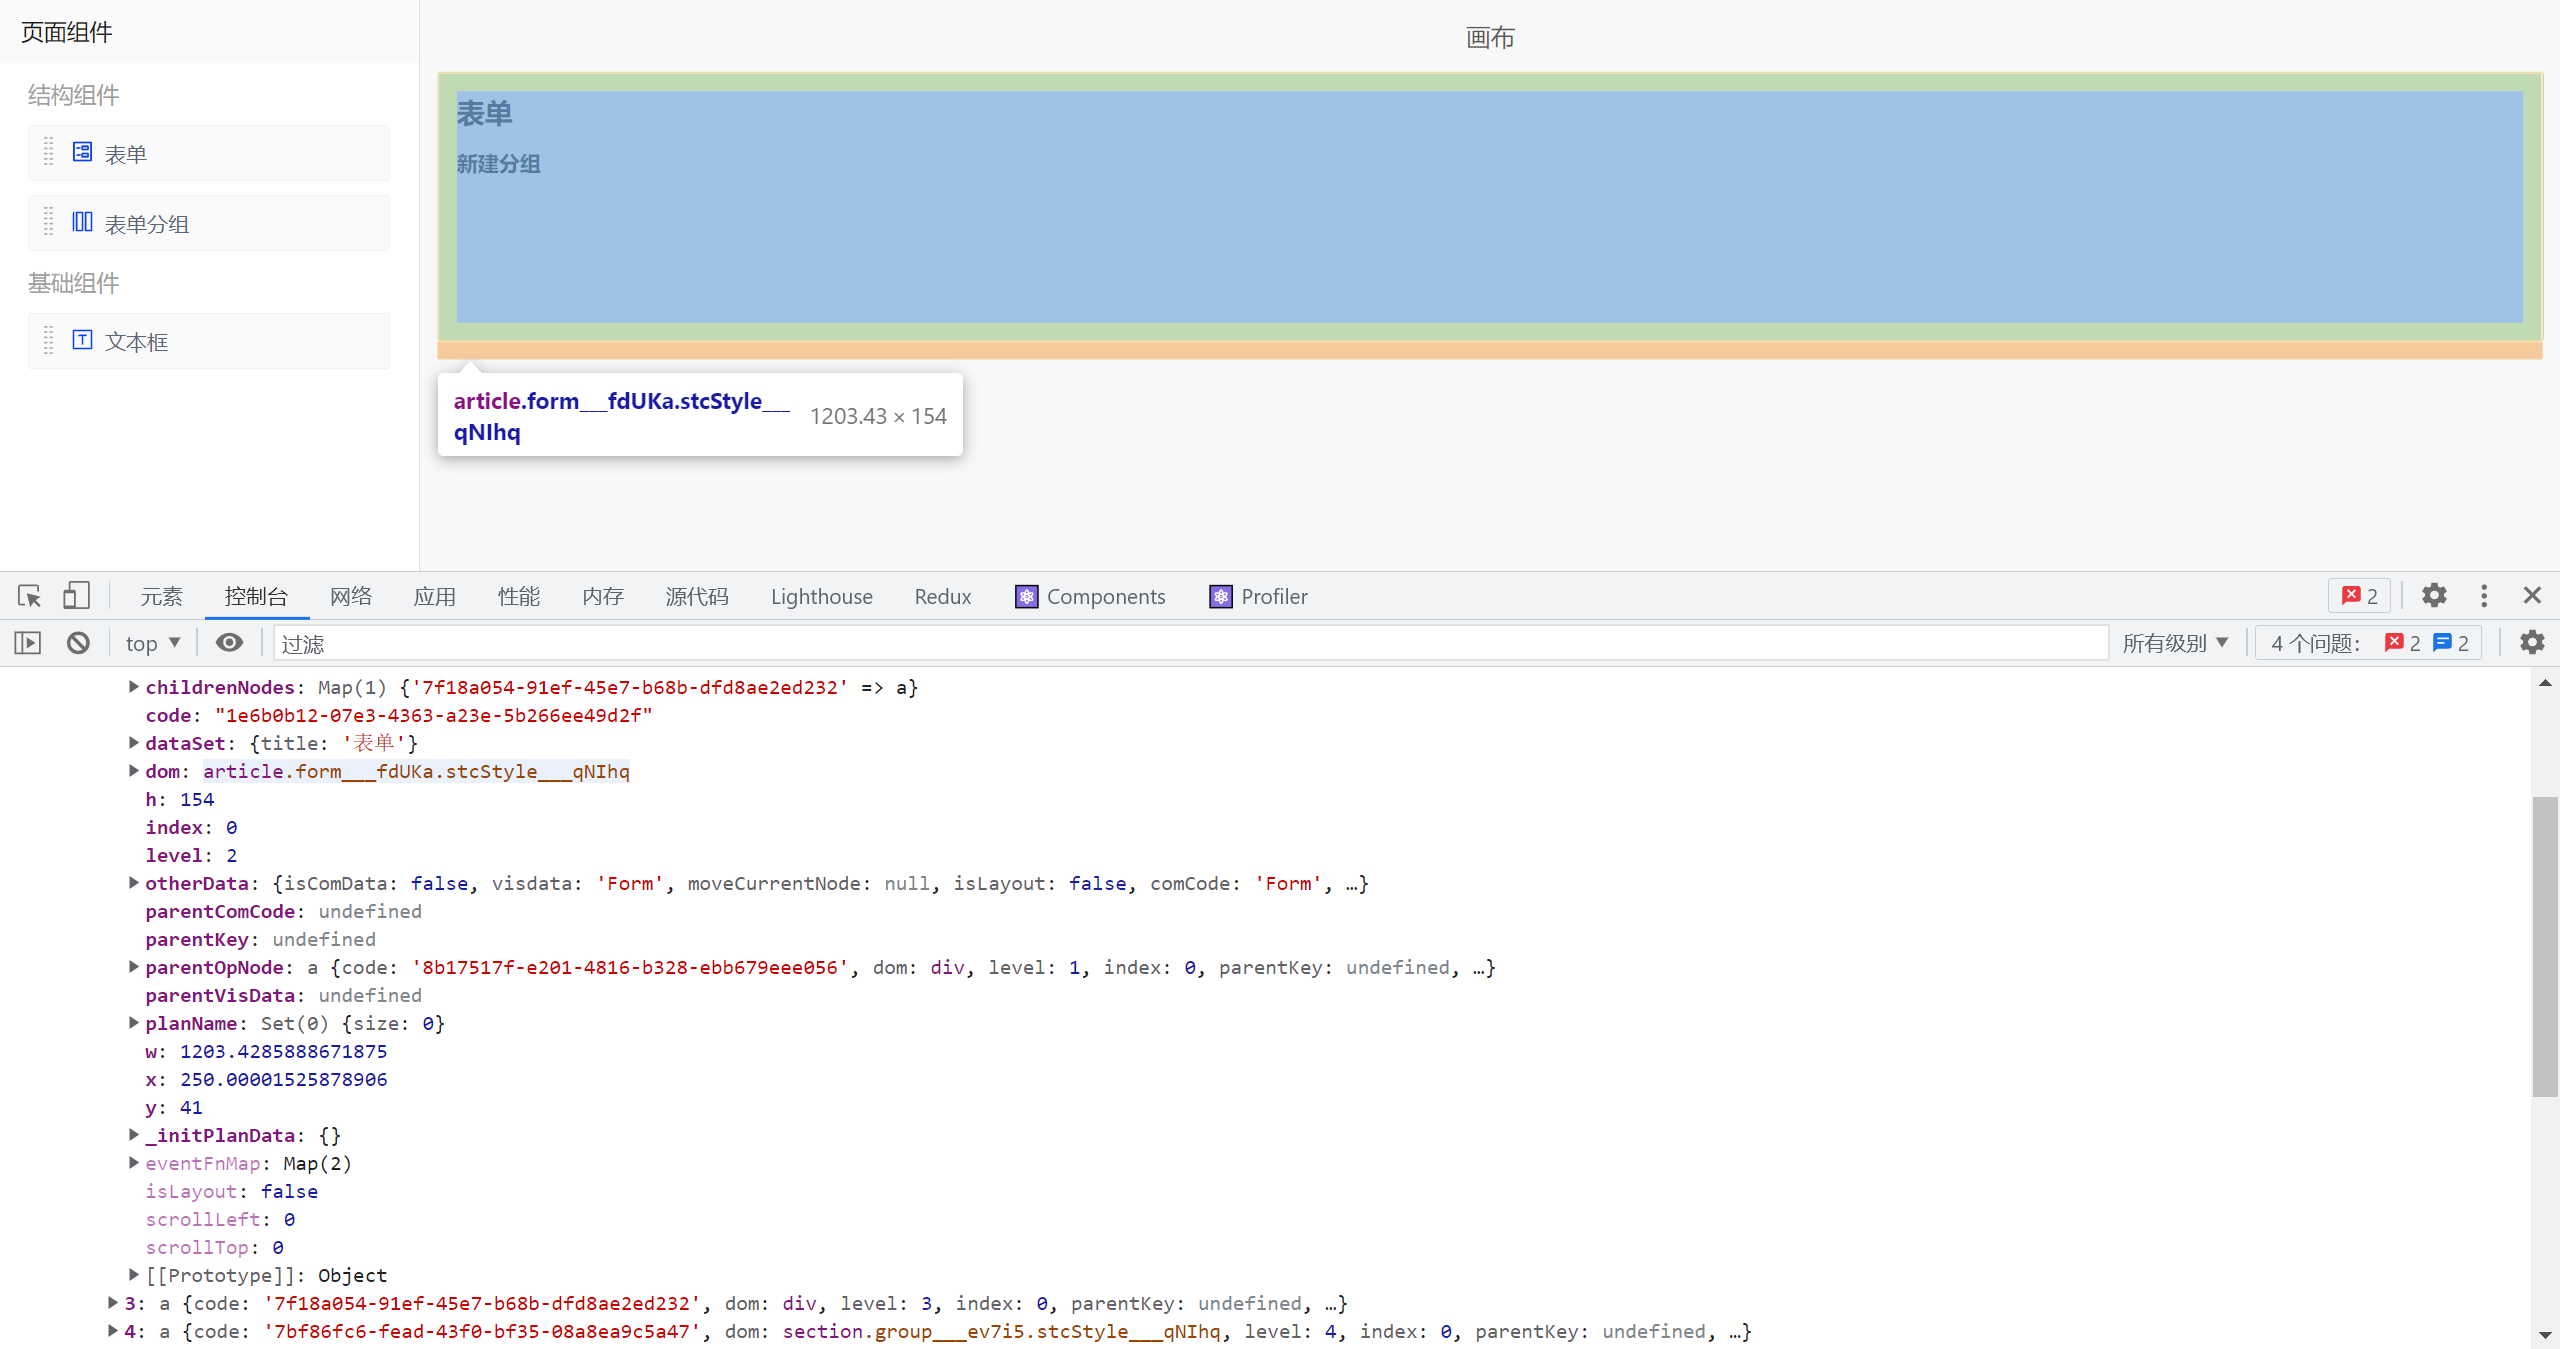 页面组件
结构组件
表单
表单分组
基础组件
文本框
画布
表单
新建分组
article.form___fdUKa.stcStyle___
qNIhq
1203.43 × 154
元素 控制台 网络 应用 性能 内存 源代码 Lighthouse Redux Components Profiler 2
top 过滤 所有级别 4 个问题： 2 2
childrenNodes: Map(1) {'7f18a054-91ef-45e7-b68b-dfd8ae2ed232' => a}
code: "1e6b0b12-07e3-4363-a23e-5b266ee49d2f"
dataSet: {title: '表单'}
dom: article.form___fdUKa.stcStyle___qNIhq
h: 154
index: 0
level: 2
otherData: {isComData: false, visdata: 'Form', moveCurrentNode: null, isLayout: false, comCode: 'Form', …}
parentComCode: undefined
parentKey: undefined
parentOpNode: a {code: '8b17517f-e201-4816-b328-ebb679eee056', dom: div, level: 1, index: 0, parentKey: undefined, …}
parentVisData: undefined
planName: Set(0) {size: 0}
w: 1203.4285888671875
x: 250.00001525878906
y: 41
_initPlanData: {}
eventFnMap: Map(2)
isLayout: false
scrollLeft: 0
scrollTop: 0
[[Prototype]]: Object
3: a {code: '7f18a054-91ef-45e7-b68b-dfd8ae2ed232', dom: div, level: 3, index: 0, parentKey: undefined, …}
4: a {code: '7bf86fc6-fead-43f0-bf35-08a8ea9c5a47', dom: section.group___ev7i5.stcStyle___qNIhq, level: 4, index: 0, parentKey: undefined, …}